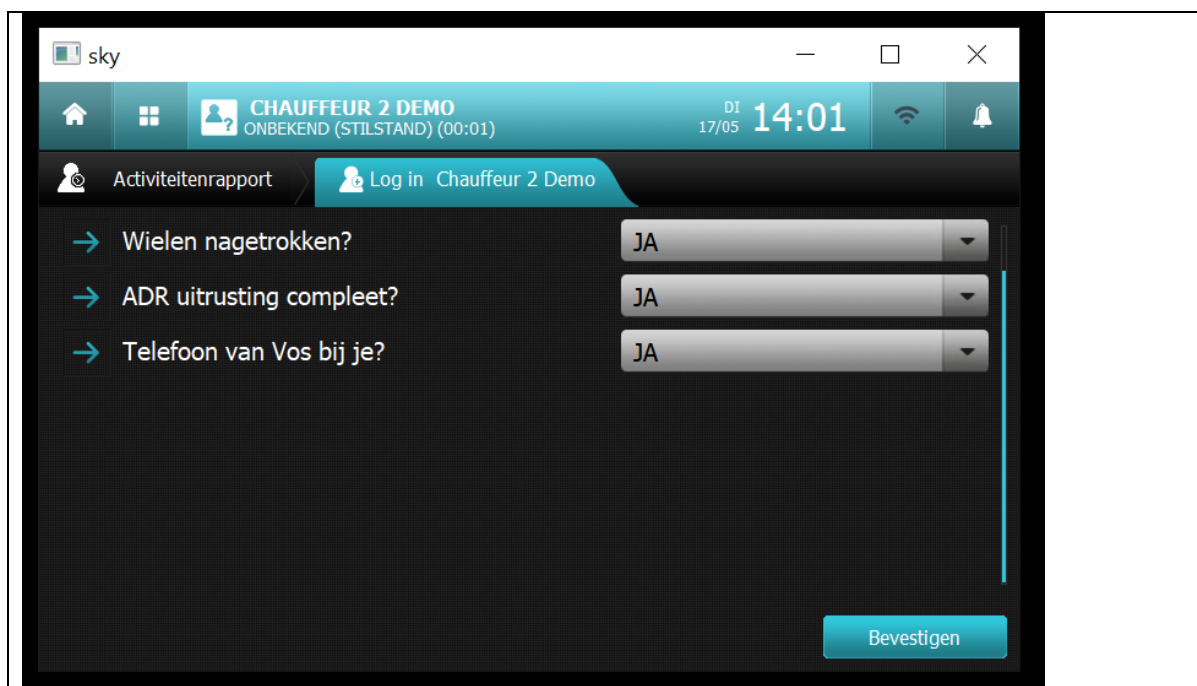 sky
CHAUFFEUR 2 DEMO
ONBEKEND (STILSTAND) (00:01)
DI
17/05
14:01
Activiteitenrapport
Log in Chauffeur 2 Demo
Wielen nagetrokken?
JA
ADR uitrusting compleet?
JA
Telefoon van Vos bij je?
JA
Bevestigen